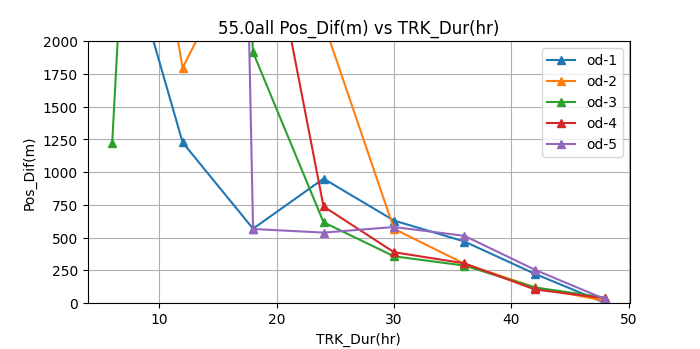 55.0all Pos_Dif(m) vs TRK_Dur(hr)
2000
1750
1500
1250
1000
750
500
250
0
Pos_Dif(m)
od-1
od-2
od-3
od-4
od-5
10
20
30
40
50
TRK_Dur(hr)